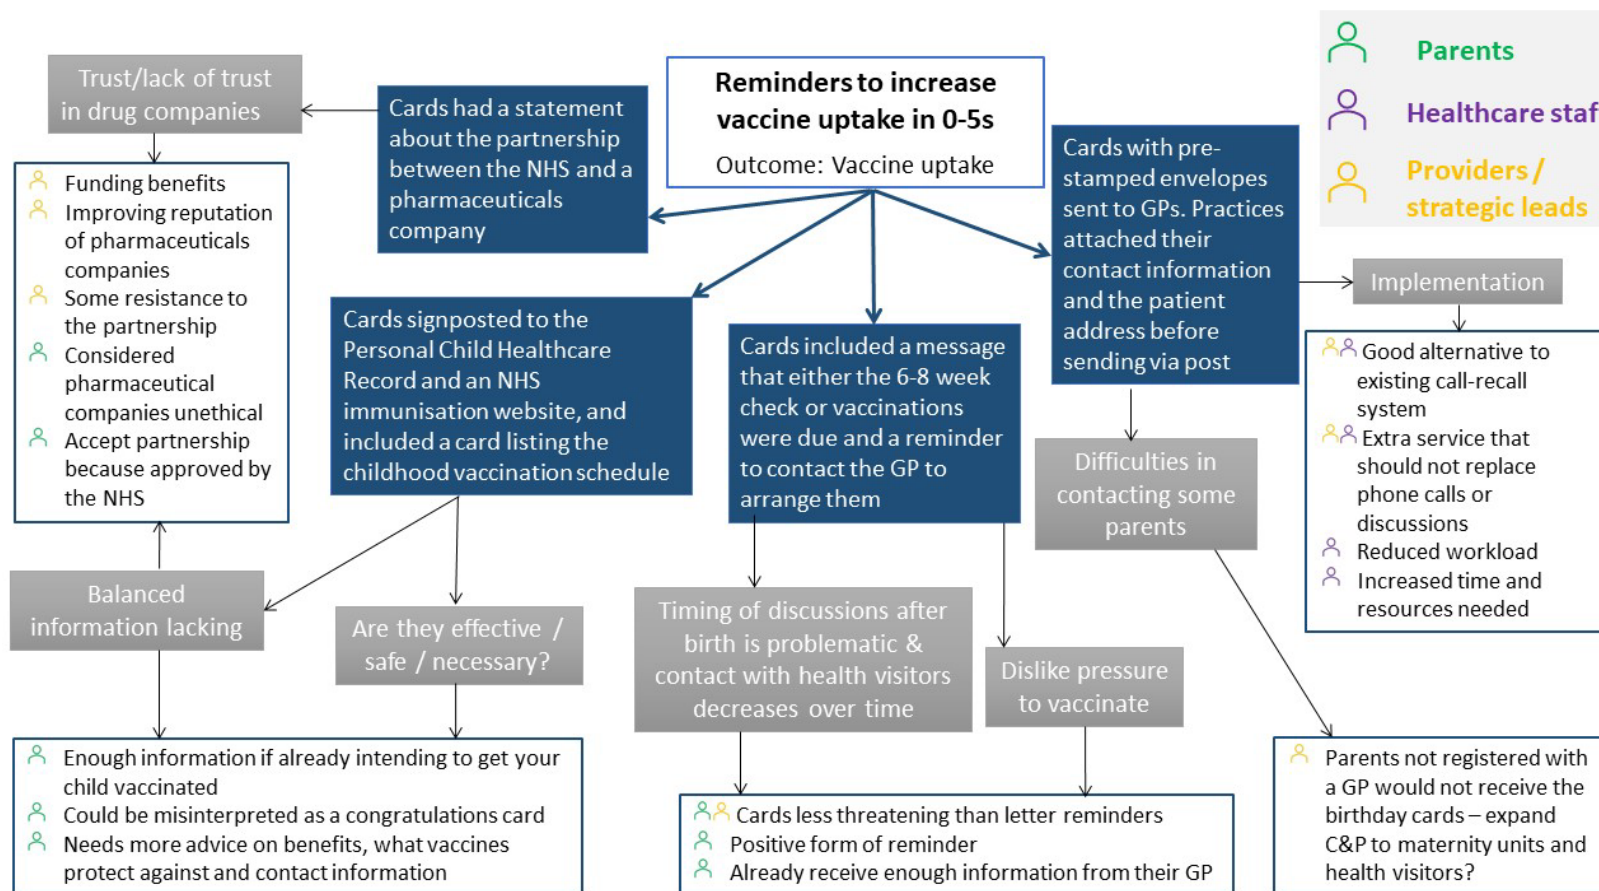 Reminders to increase
vaccine uptake in 0-5s
Outcome: Vaccine uptake
Parents
Healthcare staf
Providers /
strategic leads
Trust/lack of trust
in drug companies
Cards had a statement
about the partnership
between the NHS and a
pharmaceuticals
company
Cards with pre-
stamped envelopes
sent to GPs. Practices
attached their
contact information
and the patient
address before
sending via post
Funding benefits
Improving reputation
of pharmaceuticals
companies
Some resistance to
the partnership
Considered
pharmaceutical
companies unethical
Accept partnership
because approved by
the NHS
Cards signposted to the
Personal Child Healthcare
Record and an NHS
immunisation website, and
included a card listing the
childhood vaccination schedule
Cards included a message
that either the 6-8 week
check or vaccinations
were due and a reminder
to contact the GP to
arrange them
Implementation
Good alternative to
existing call-recall
system
Extra service that
should not replace
phone calls or
discussions
Reduced workload
Increased time and
resources needed
Difficulties in
contacting some
parents
Balanced
information lacking
Are they effective /
safe / necessary?
Timing of discussions after
birth is problematic &
contact with health visitors
decreases over time
Dislike pressure
to vaccinate
Enough information if already intending to get your
child vaccinated
Could be misinterpreted as a congratulations card
Needs more advice on benefits, what vaccines
protect against and contact information
Cards less threatening than letter reminders
Positive form of reminder
Already receive enough information from their GP
Parents not registered with
a GP would not receive the
birthday cards – expand
C&P to maternity units and
health visitors?